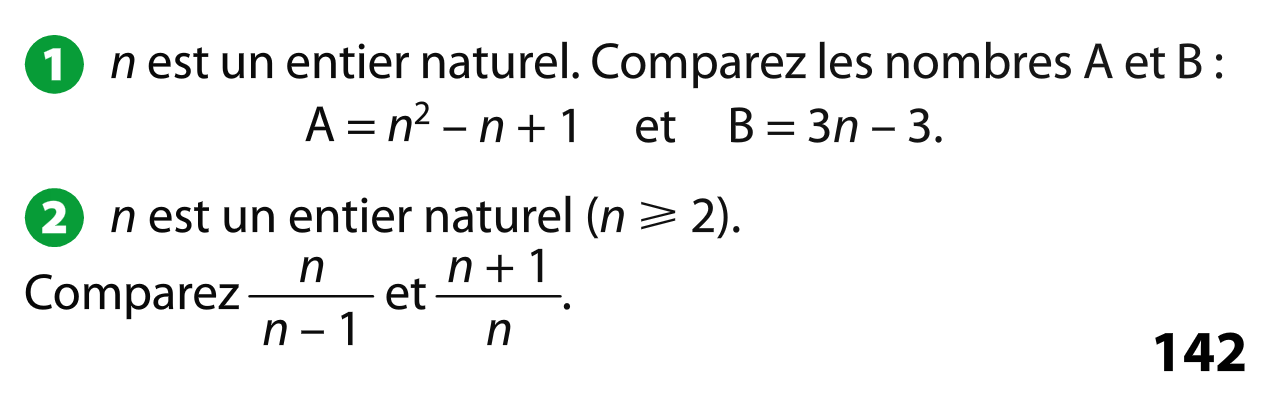 1 n est un entier naturel. Comparez les nombres A et B :
A = n² – n + 1 et B = 3n – 3.
2 n est un entier naturel (n ⩾ 2).
Comparez n/(n – 1) et (n + 1)/n.
142